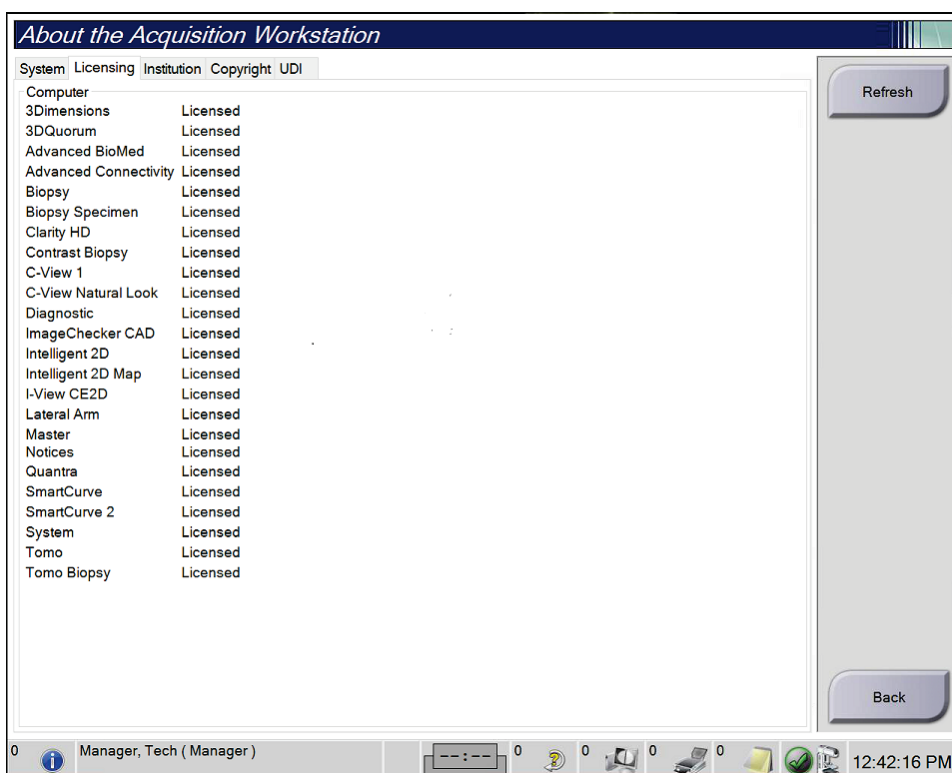 About the Acquisition Workstation
System Licensing Institution Copyright UDI
Refresh
Computer
3Dimensions Licensed
3DQuorum Licensed
Advanced BioMed Licensed
Advanced Connectivity Licensed
Biopsy Licensed
Biopsy Specimen Licensed
Clarity HD Licensed
Contrast Biopsy Licensed
C-View 1 Licensed
C-View Natural Look Licensed
Diagnostic Licensed
ImageChecker CAD Licensed
Intelligent 2D Licensed
Intelligent 2D Map Licensed
I-View CE2D Licensed
Lateral Arm Licensed
Master Licensed
Notices Licensed
Quantra Licensed
SmartCurve Licensed
SmartCurve 2 Licensed
System Licensed
Tomo Licensed
Tomo Biopsy Licensed
Back
0 Manager, Tech ( Manager ) --:-- 0 0 0 0 12:42:16 PM